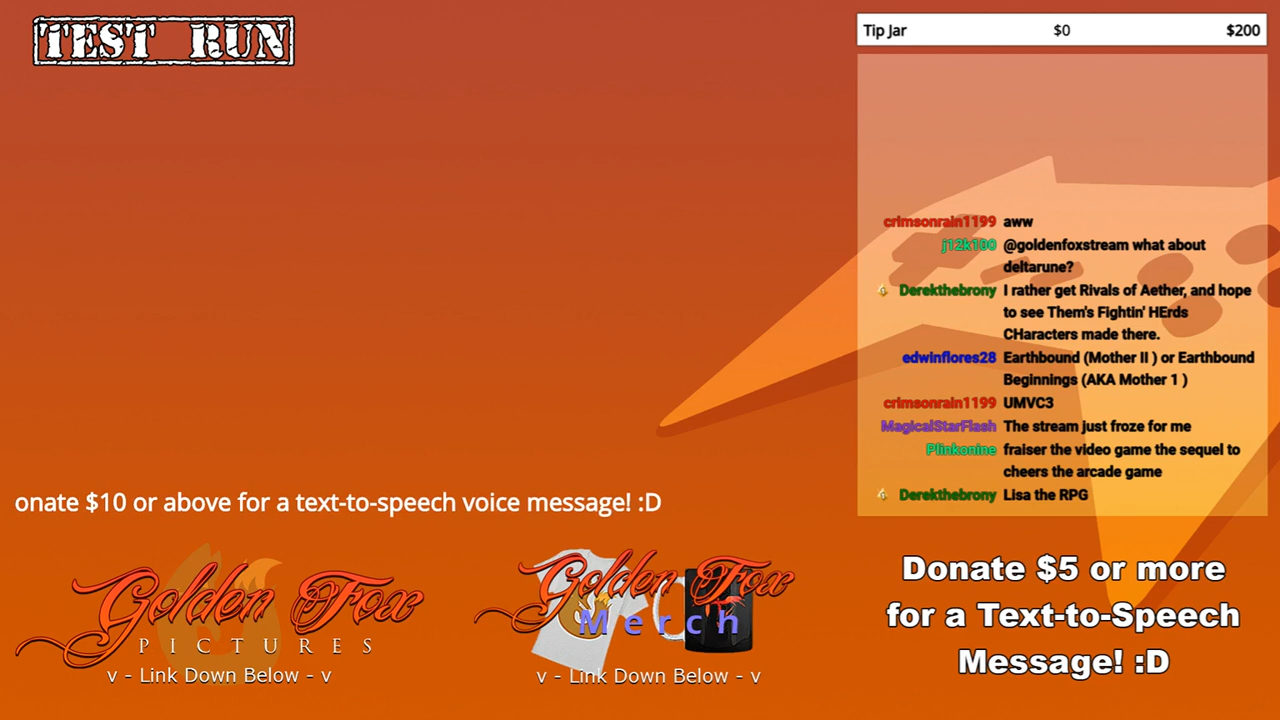 TEST RUN
Tip Jar $0 $200
crimsonrain1199 aww
j12k100 @goldenfoxstream what about
deltarune?
Derekthebrony I rather get Rivals of Aether, and hope
to see Them's Fightin' HErds
CHaracters made there.
edwinflores28 Earthbound (Mother II ) or Earthbound
Beginnings (AKA Mother 1 )
crimsonrain1199 UMVC3
MagicalStarFlash The stream just froze for me
Plinkonine fraiser the video game the sequel to
cheers the arcade game
Derekthebrony Lisa the RPG
onate $10 or above for a text-to-speech voice message! :D
Golden Fox
PICTURES
v - Link Down Below - v
Golden Fox
Merch
v - Link Down Below - v
Donate $5 or more
for a Text-to-Speech
Message! :D